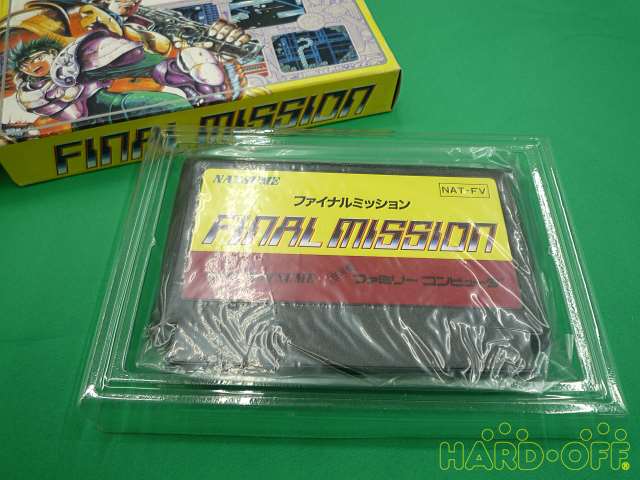 FINAL MISSION
NATSUME
NAT-FV
ファイナルミッション
FINAL MISSION
NATSUME
ファミリー コンピュータ
HARD-OFF